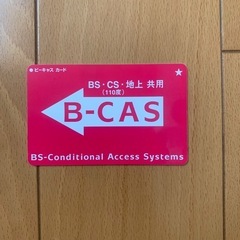 ★ ビーキャス カード
★
BS・CS・地上 共用
(110度)
B-CAS
BS-Conditional Access Systems